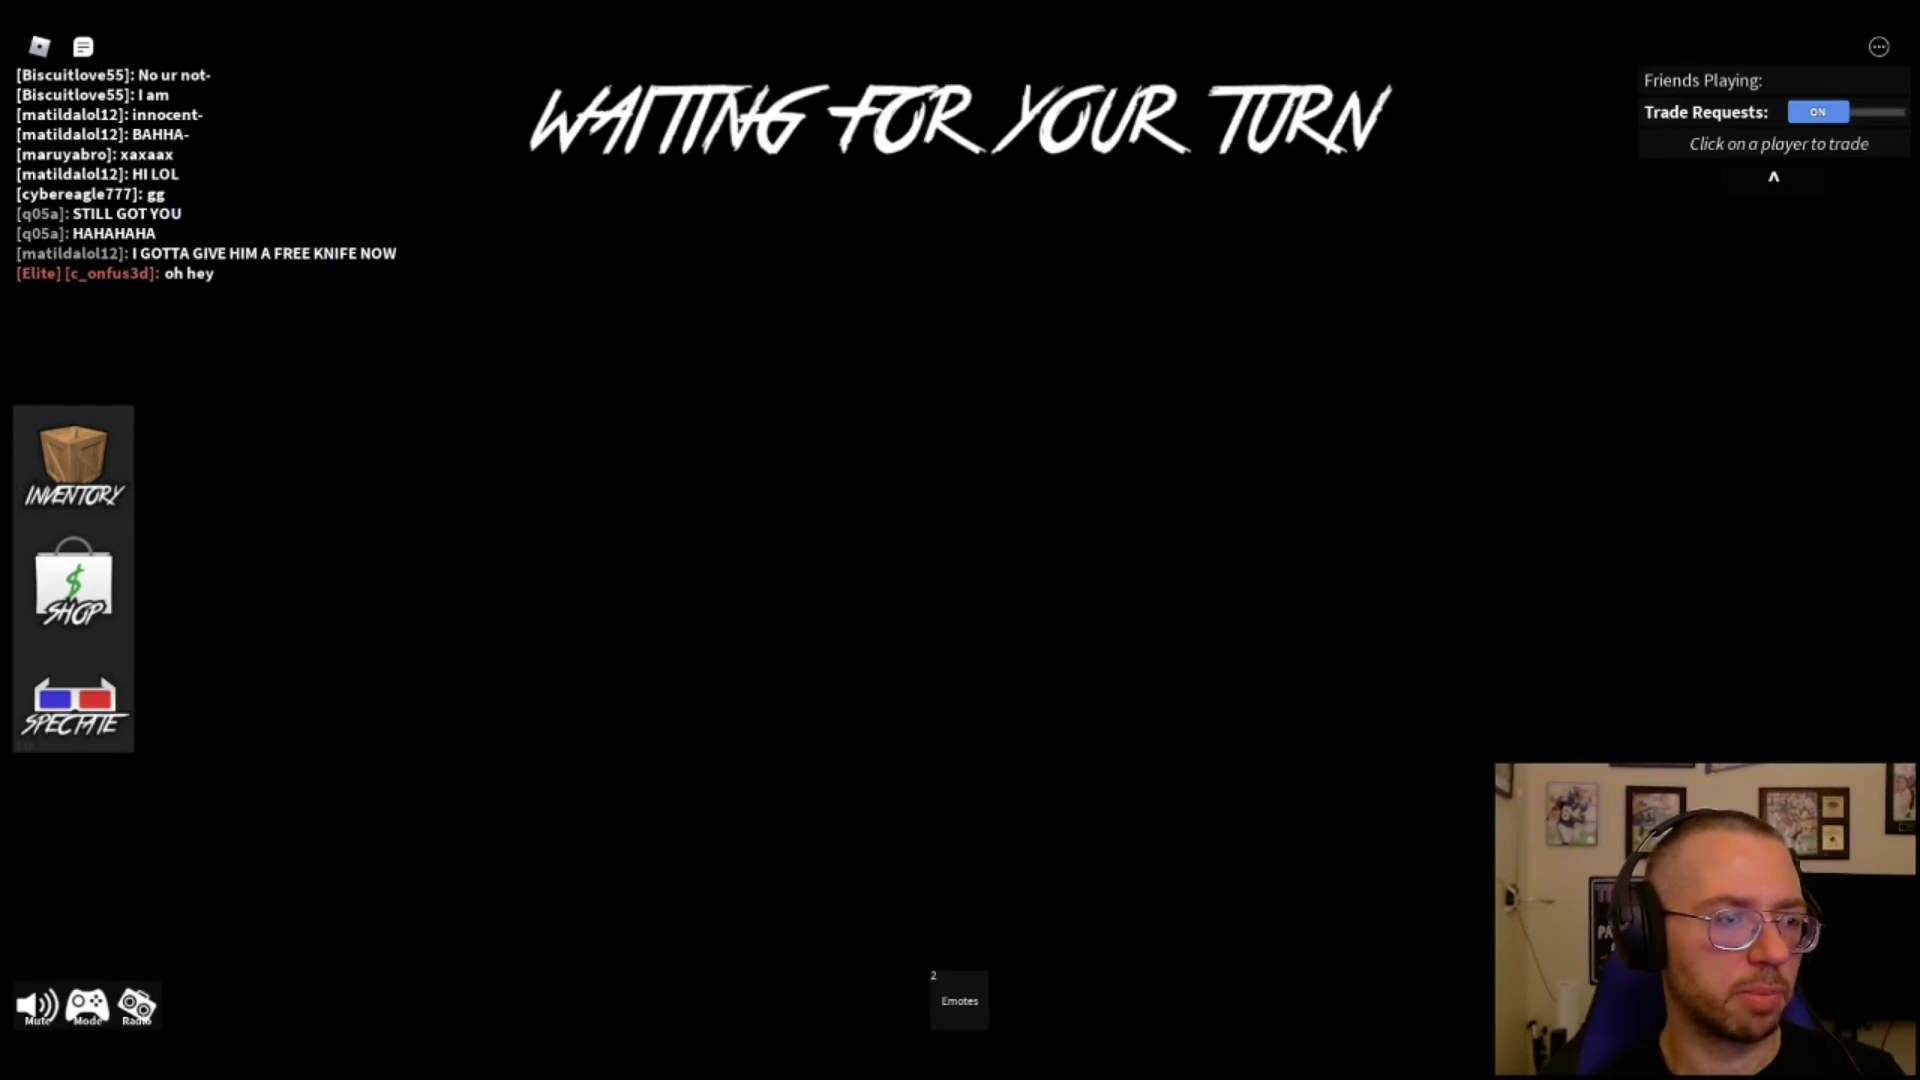 [Biscuitlove55]: No ur not-
[Biscuitlove55]: I am
[matildalol12]: innocent-
[matildalol12]: BAHHA-
[maruyabro]: xaxaax
[matildalol12]: HI LOL
[cybereagle777]: gg
[q05a]: STILL GOT YOU
[q05a]: HAHAHAHA
[matildalol12]: I GOTTA GIVE HIM A FREE KNIFE NOW
[Elite] [c_onfus3d]: oh hey
WAITING FOR YOUR TURN
Friends Playing:
Trade Requests: ON
Click on a player to trade
INVENTORY
$
SHOP
SPECTATE
Mute Mode Radio
2
Emotes